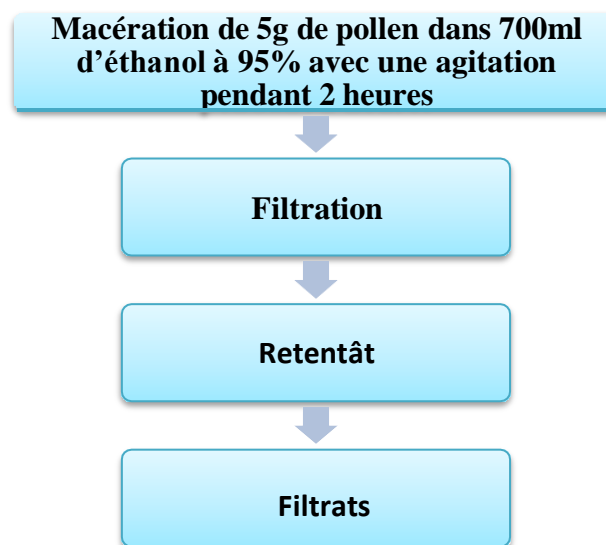 Macération de 5g de pollen dans 700ml
d'éthanol à 95% avec une agitation
pendant 2 heures
Filtration
Retentât
Filtrats